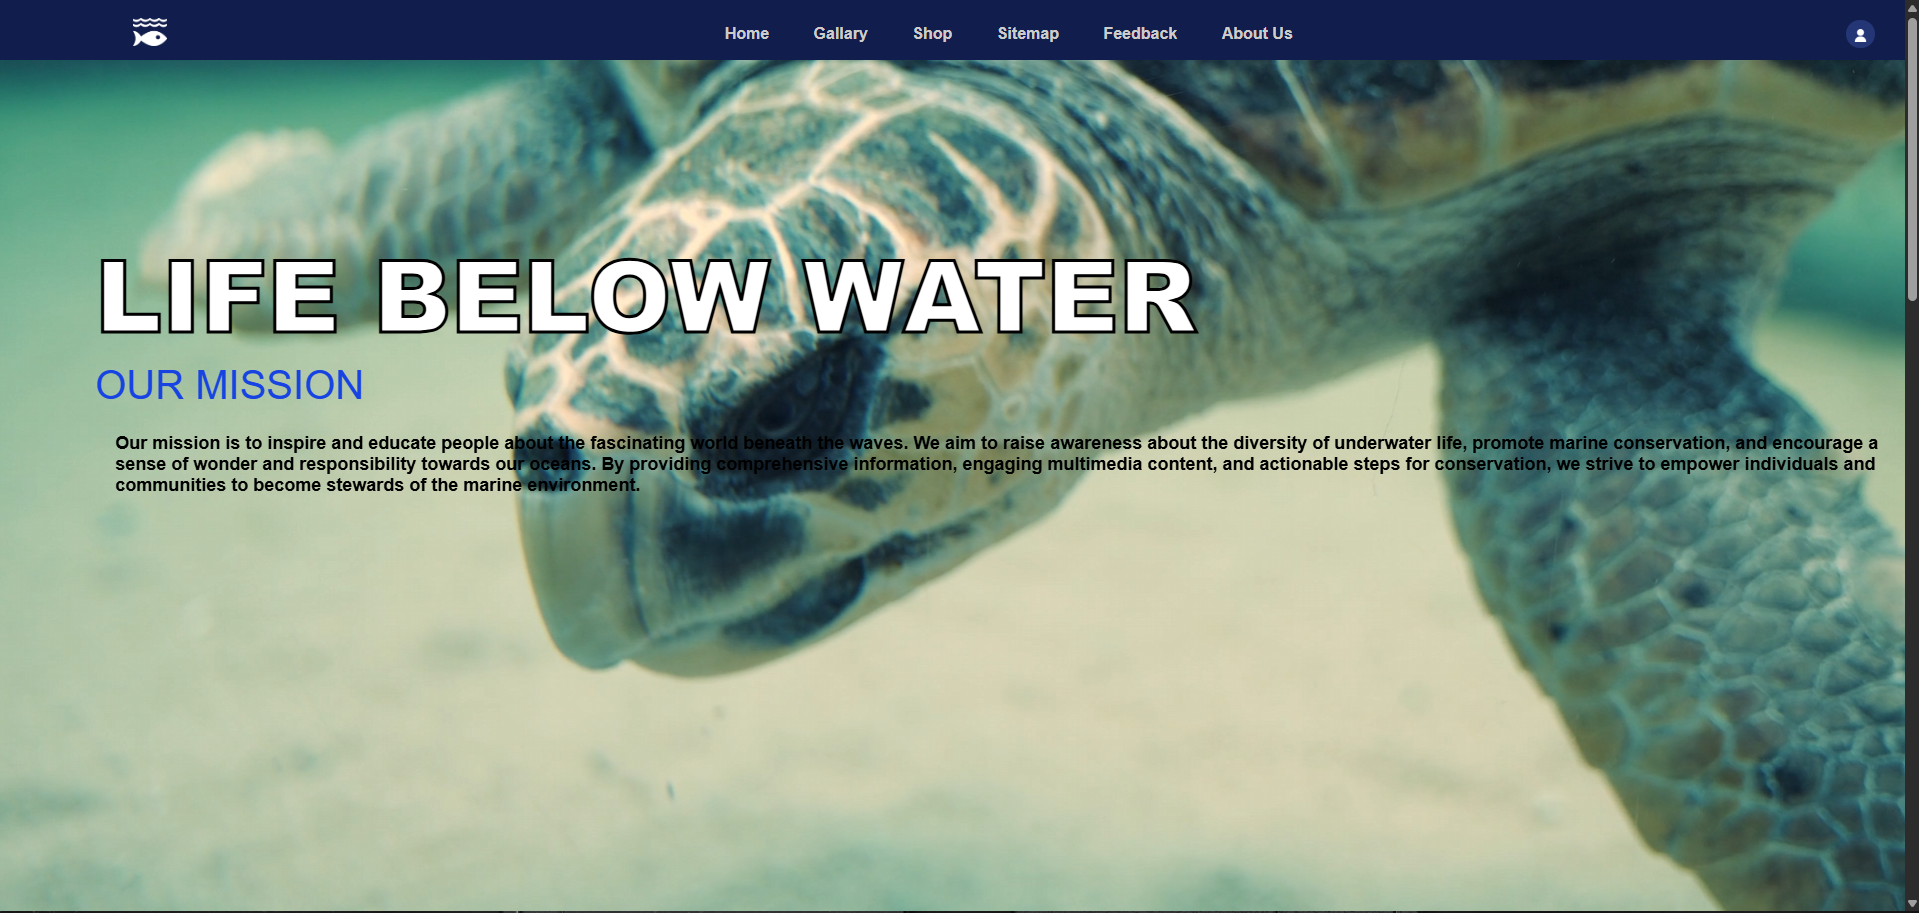 Home Gallary Shop Sitemap Feedback About Us
LIFE BELOW WATER
OUR MISSION
Our mission is to inspire and educate people about the fascinating world beneath the waves. We aim to raise awareness about the diversity of underwater life, promote marine conservation, and encourage a
sense of wonder and responsibility towards our oceans. By providing comprehensive information, engaging multimedia content, and actionable steps for conservation, we strive to empower individuals and
communities to become stewards of the marine environment.